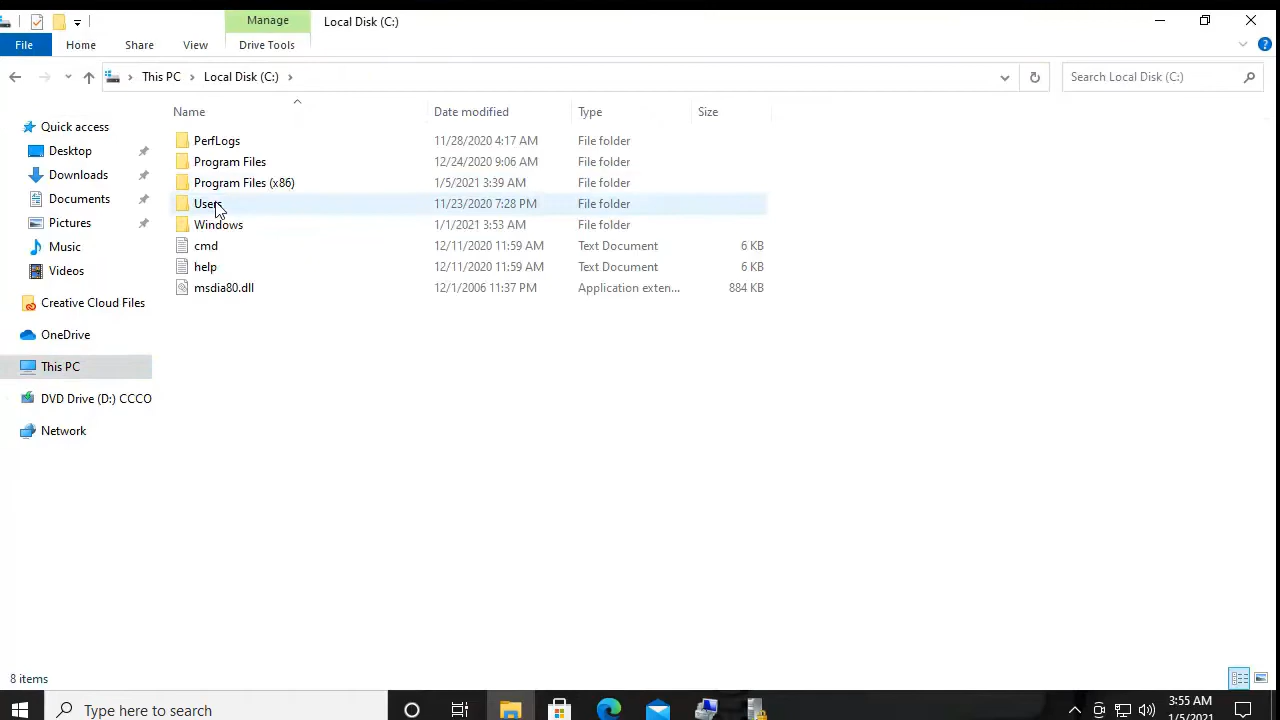 Manage
Local Disk (C:)
File Home Share View Drive Tools
This PC Local Disk (C:) Search Local Disk (C:)
Name Date modified Type Size
Quick access
Desktop
Downloads
Documents
Pictures
Music
Videos
Creative Cloud Files
OneDrive
This PC
DVD Drive (D:) CCCO
Network
PerfLogs 11/28/2020 4:17 AM File folder
Program Files 12/24/2020 9:06 AM File folder
Program Files (x86) 1/5/2021 3:39 AM File folder
Users 11/23/2020 7:28 PM File folder
Windows 1/1/2021 3:53 AM File folder
cmd 12/11/2020 11:59 AM Text Document 6 KB
help 12/11/2020 11:59 AM Text Document 6 KB
msdia80.dll 12/1/2006 11:37 PM Application exten... 884 KB
8 items
Type here to search
3:55 AM
1/5/2021